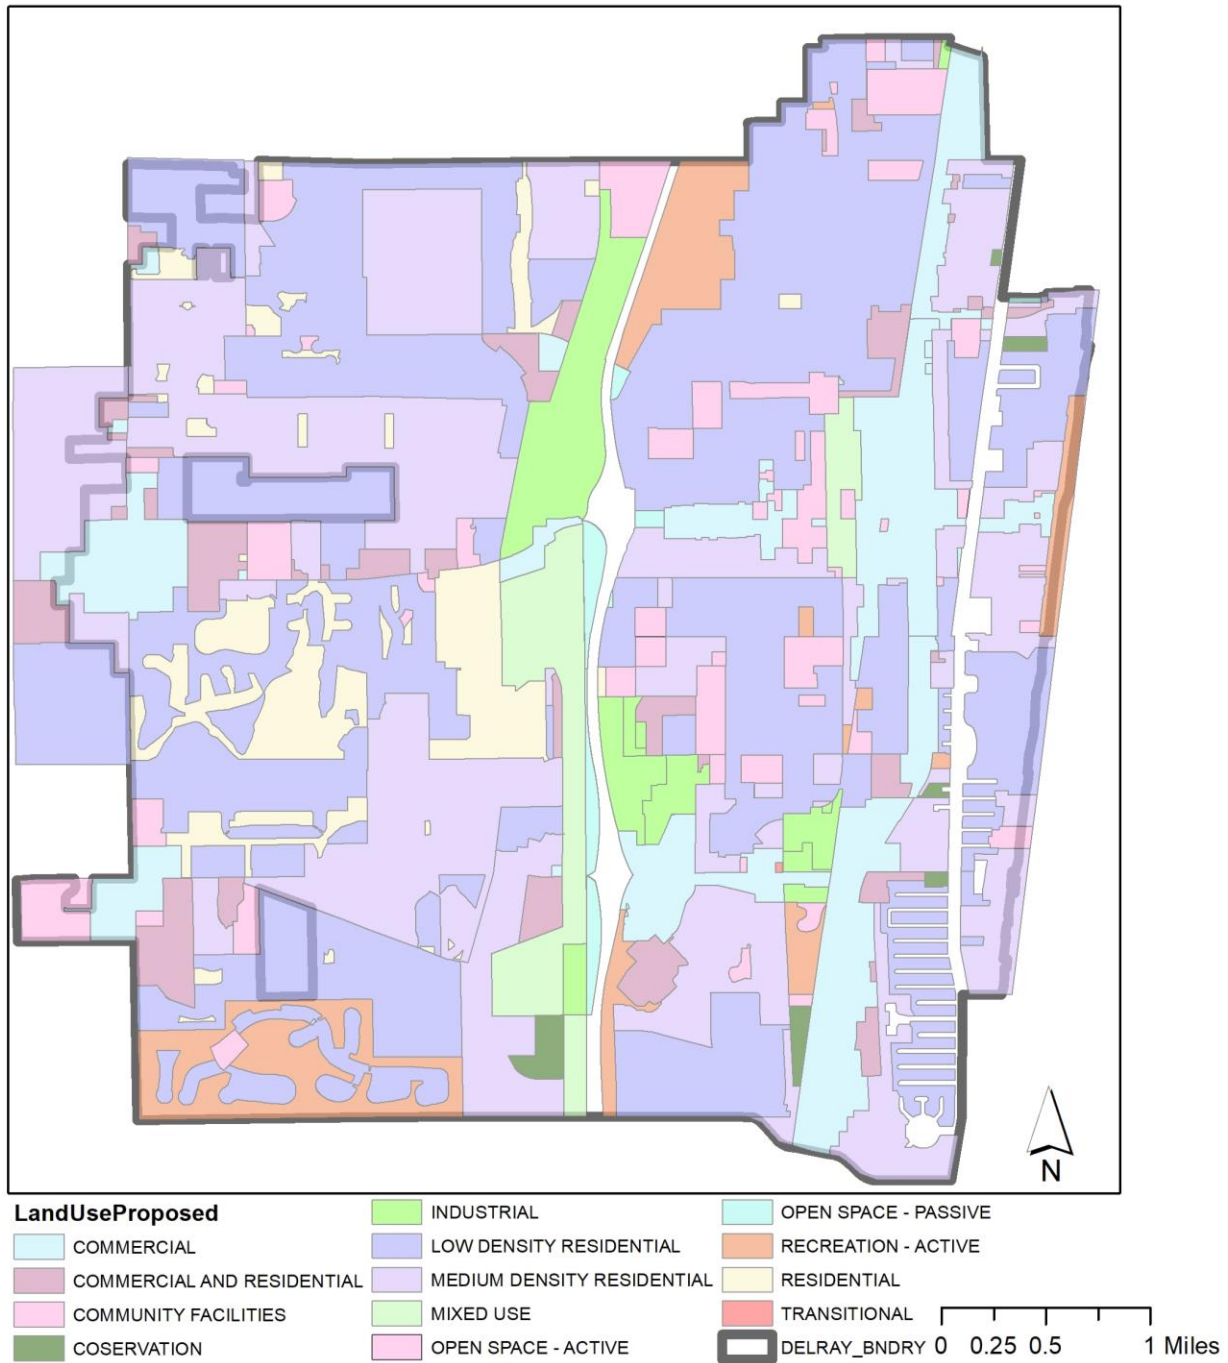 N
LandUseProposed
COMMERCIAL
COMMERCIAL AND RESIDENTIAL
COMMUNITY FACILITIES
COSERVATION
INDUSTRIAL
LOW DENSITY RESIDENTIAL
MEDIUM DENSITY RESIDENTIAL
MIXED USE
OPEN SPACE - ACTIVE
OPEN SPACE - PASSIVE
RECREATION - ACTIVE
RESIDENTIAL
TRANSITIONAL
DELRAY_BNDRY
0 0.25 0.5 1 Miles